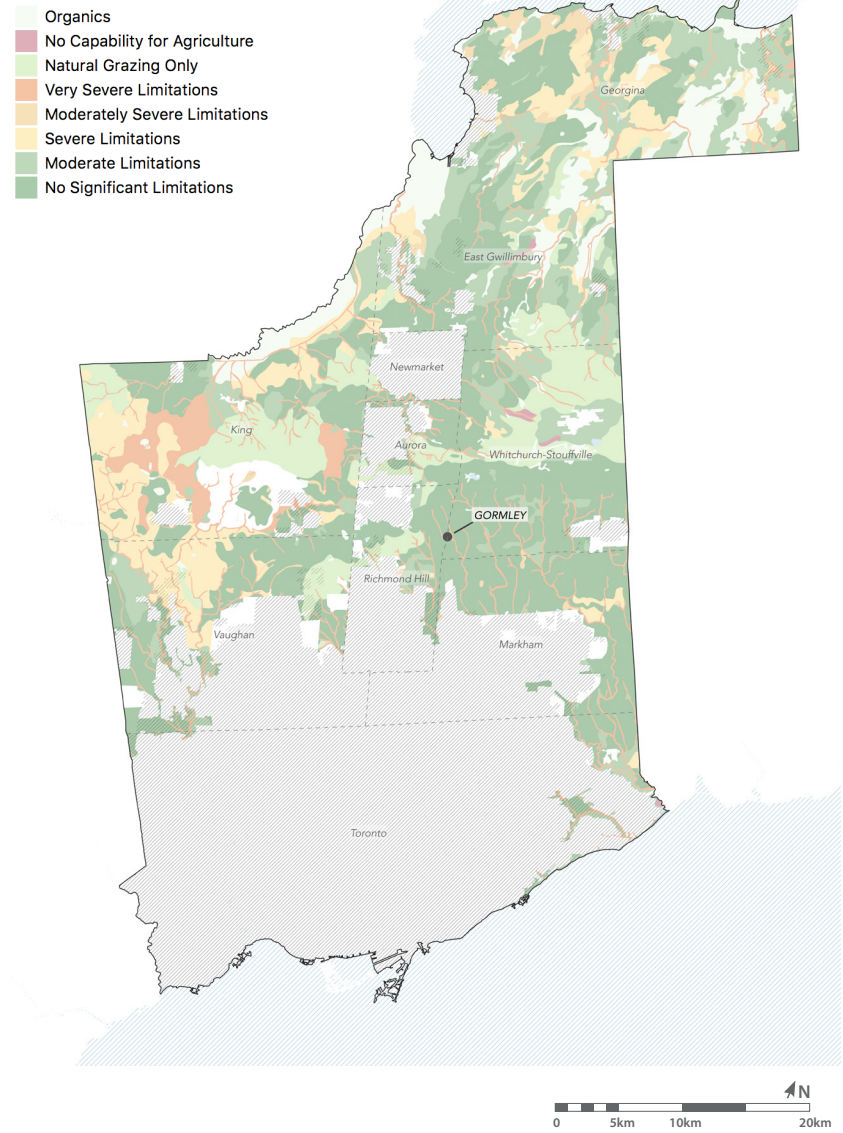 Organics
No Capability for Agriculture
Natural Grazing Only
Very Severe Limitations
Moderately Severe Limitations
Severe Limitations
Moderate Limitations
No Significant Limitations
Georgina
East Gwillimbury
Newmarket
King
Aurora
Whitchurch-Stouffville
GORMLEY
Richmond Hill
Vaughan
Markham
Toronto
N
0 5km 10km 20km